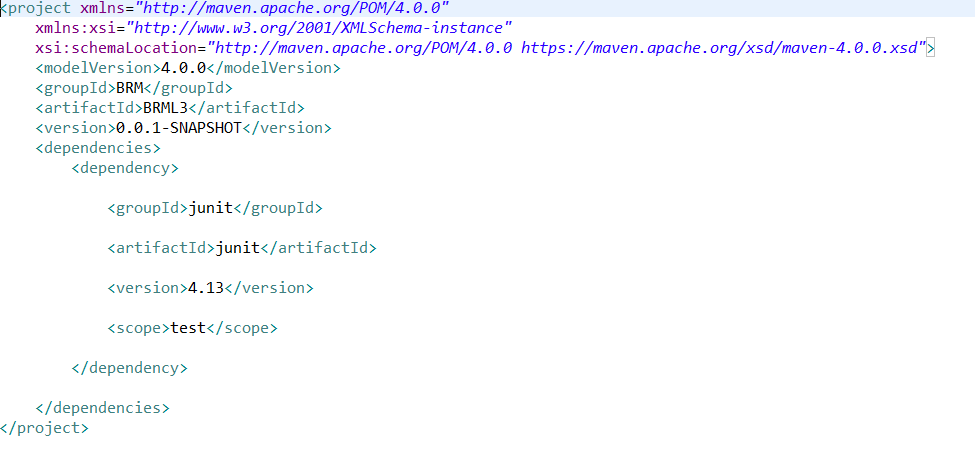 <project xmlns="http://maven.apache.org/POM/4.0.0"
xmlns:xsi="http://www.w3.org/2001/XMLSchema-instance"
xsi:schemaLocation="http://maven.apache.org/POM/4.0.0 https://maven.apache.org/xsd/maven-4.0.0.xsd">
<modelVersion>4.0.0</modelVersion>
<groupId>BRM</groupId>
<artifactId>BRML3</artifactId>
<version>0.0.1-SNAPSHOT</version>
<dependencies>
<dependency>
<groupId>junit</groupId>
<artifactId>junit</artifactId>
<version>4.13</version>
<scope>test</scope>
</dependency>
</dependencies>
</project>